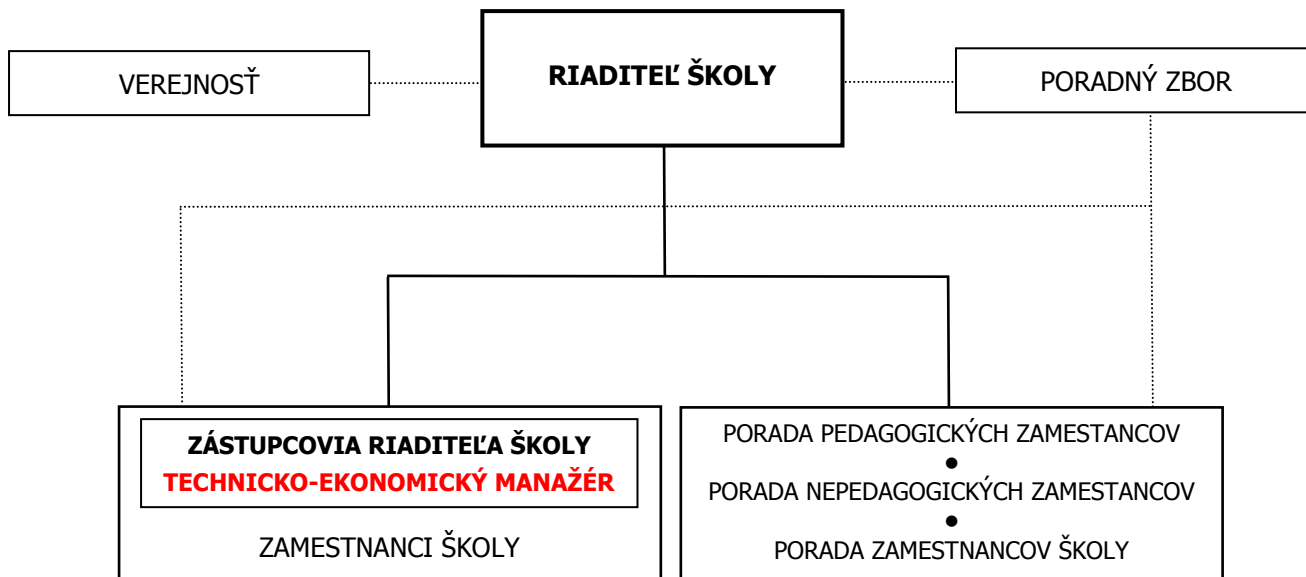 VEREJNOSŤ
RIADITEĽ ŠKOLY
PORADNÝ ZBOR
ZÁSTUPCOVIA RIADITEĽA ŠKOLY
TECHNICKO-EKONOMICKÝ MANAŽÉR
ZAMESTNANCI ŠKOLY
PORADA PEDAGOGICKÝCH ZAMESTANCOV
●
PORADA NEPEDAGOGICKÝCH ZAMESTANCOV
●
PORADA ZAMESTNANCOV ŠKOLY